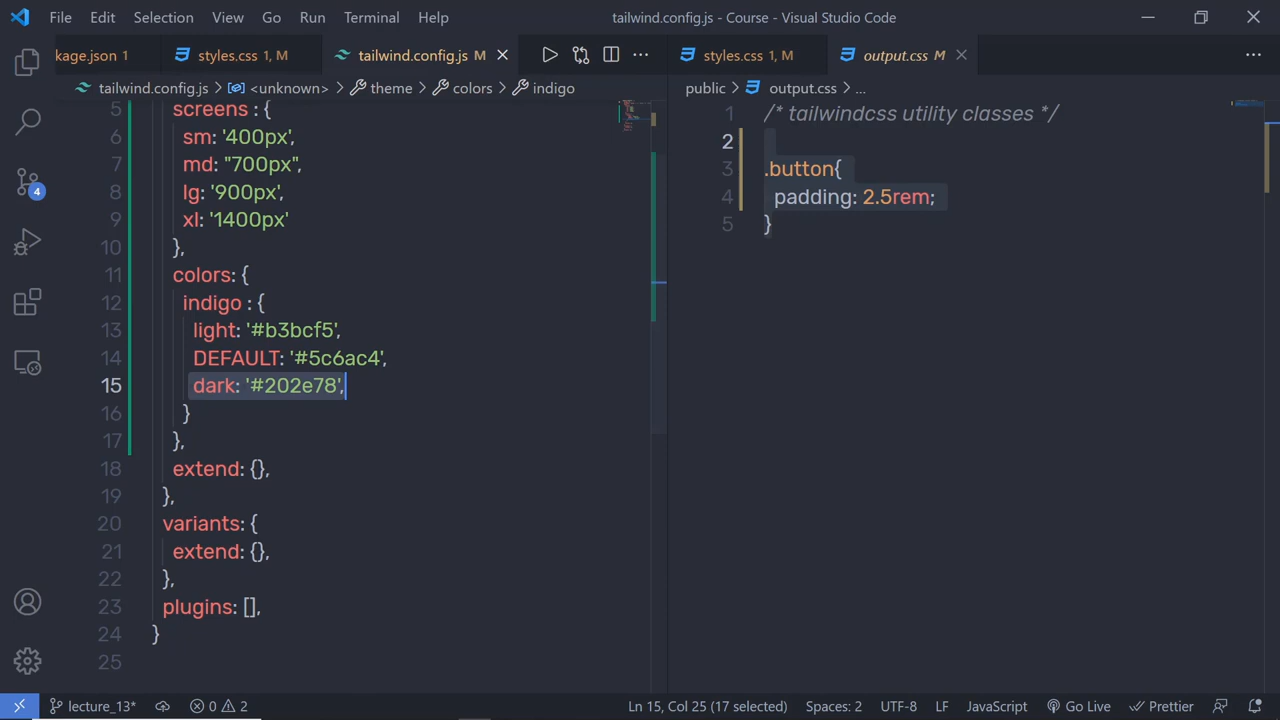 File Edit Selection View Go Run Terminal Help tailwind.config.js - Course - Visual Studio Code
kage.json 1 styles.css 1, M tailwind.config.js M styles.css 1, M output.css M
tailwind.config.js > <unknown> > theme > colors > indigo
public > output.css > ...
5 screens : {
6 sm: '400px',
7 md: "700px",
8 lg: '900px',
9 xl: '1400px'
10 },
11 colors: {
12 indigo : {
13 light: '#b3bcf5',
14 DEFAULT: '#5c6ac4',
15 dark: '#202e78',
16 }
17 },
18 extend: {},
19 },
20 variants: {
21 extend: {},
22 },
23 plugins: [],
24 }
25
1 /* tailwindcss utility classes */
2
3 .button{
4 padding: 2.5rem;
5 }
4
lecture_13* 0 2 Ln 15, Col 25 (17 selected) Spaces: 2 UTF-8 LF JavaScript Go Live Prettier